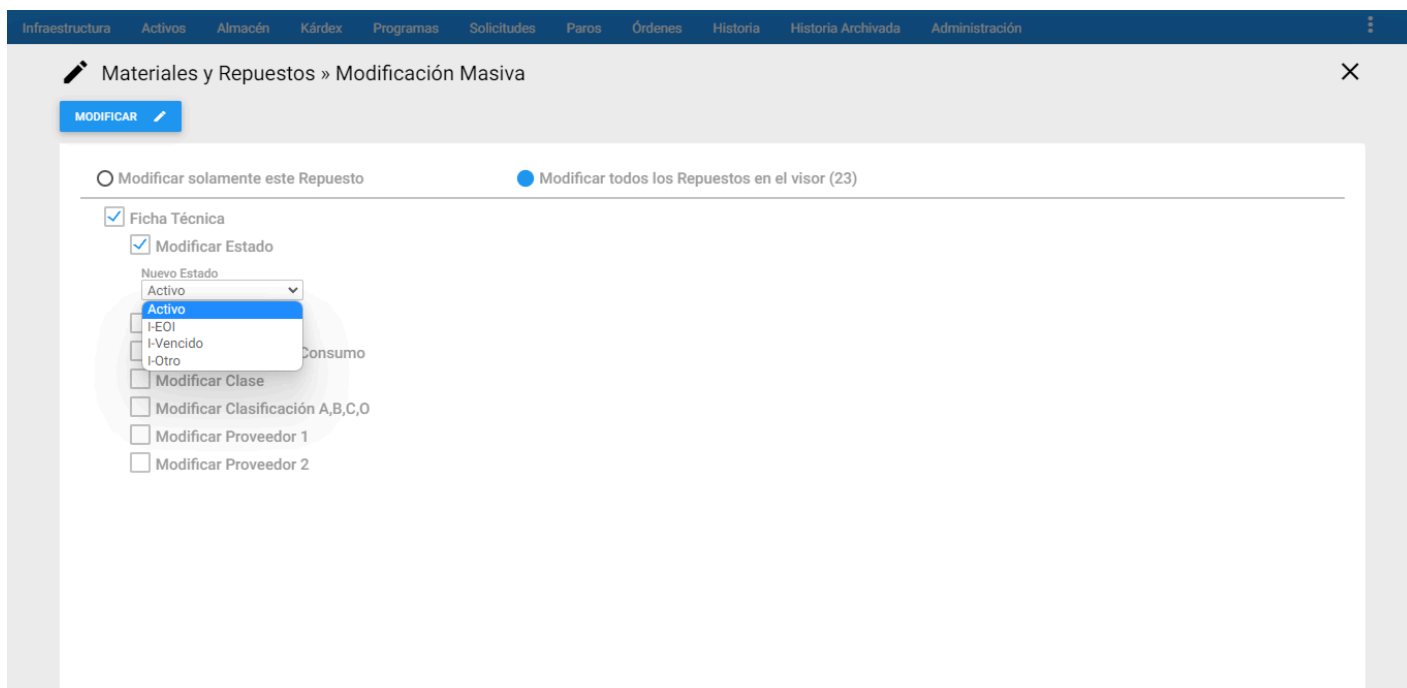 Infraestructura Activos Almacén Kárdex Programas Solicitudes Paros Órdenes Historia Historia Archivada Administración
Materiales y Repuestos » Modificación Masiva
MODIFICAR
Modificar solamente este Repuesto Modificar todos los Repuestos en el visor (23)
Ficha Técnica
Modificar Estado
Nuevo Estado
Activo
Activo
I-EOI
I-Vencido
I-Otro
Consumo
Modificar Clase
Modificar Clasificación A,B,C,O
Modificar Proveedor 1
Modificar Proveedor 2